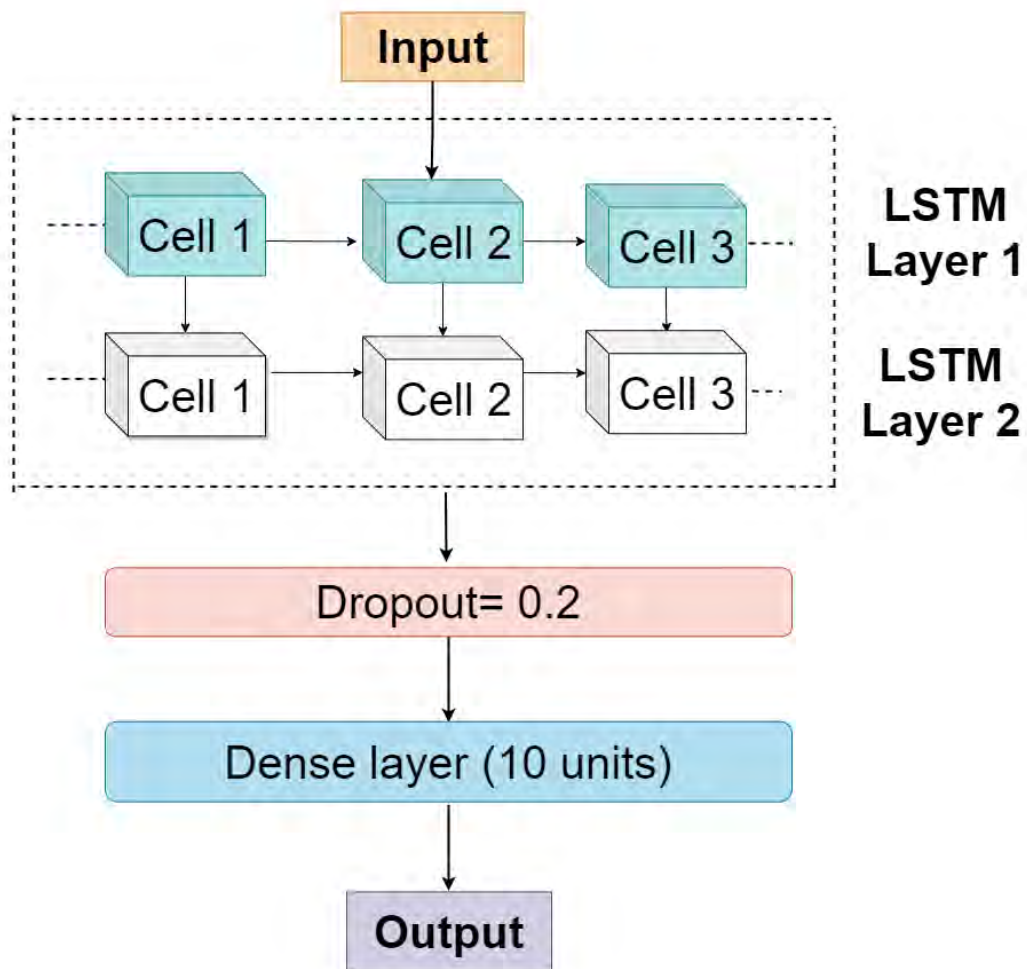 Input
Cell 1
Cell 2
Cell 3
LSTM
Layer 1
Cell 1
Cell 2
Cell 3
LSTM
Layer 2
Dropout= 0.2
Dense layer (10 units)
Output